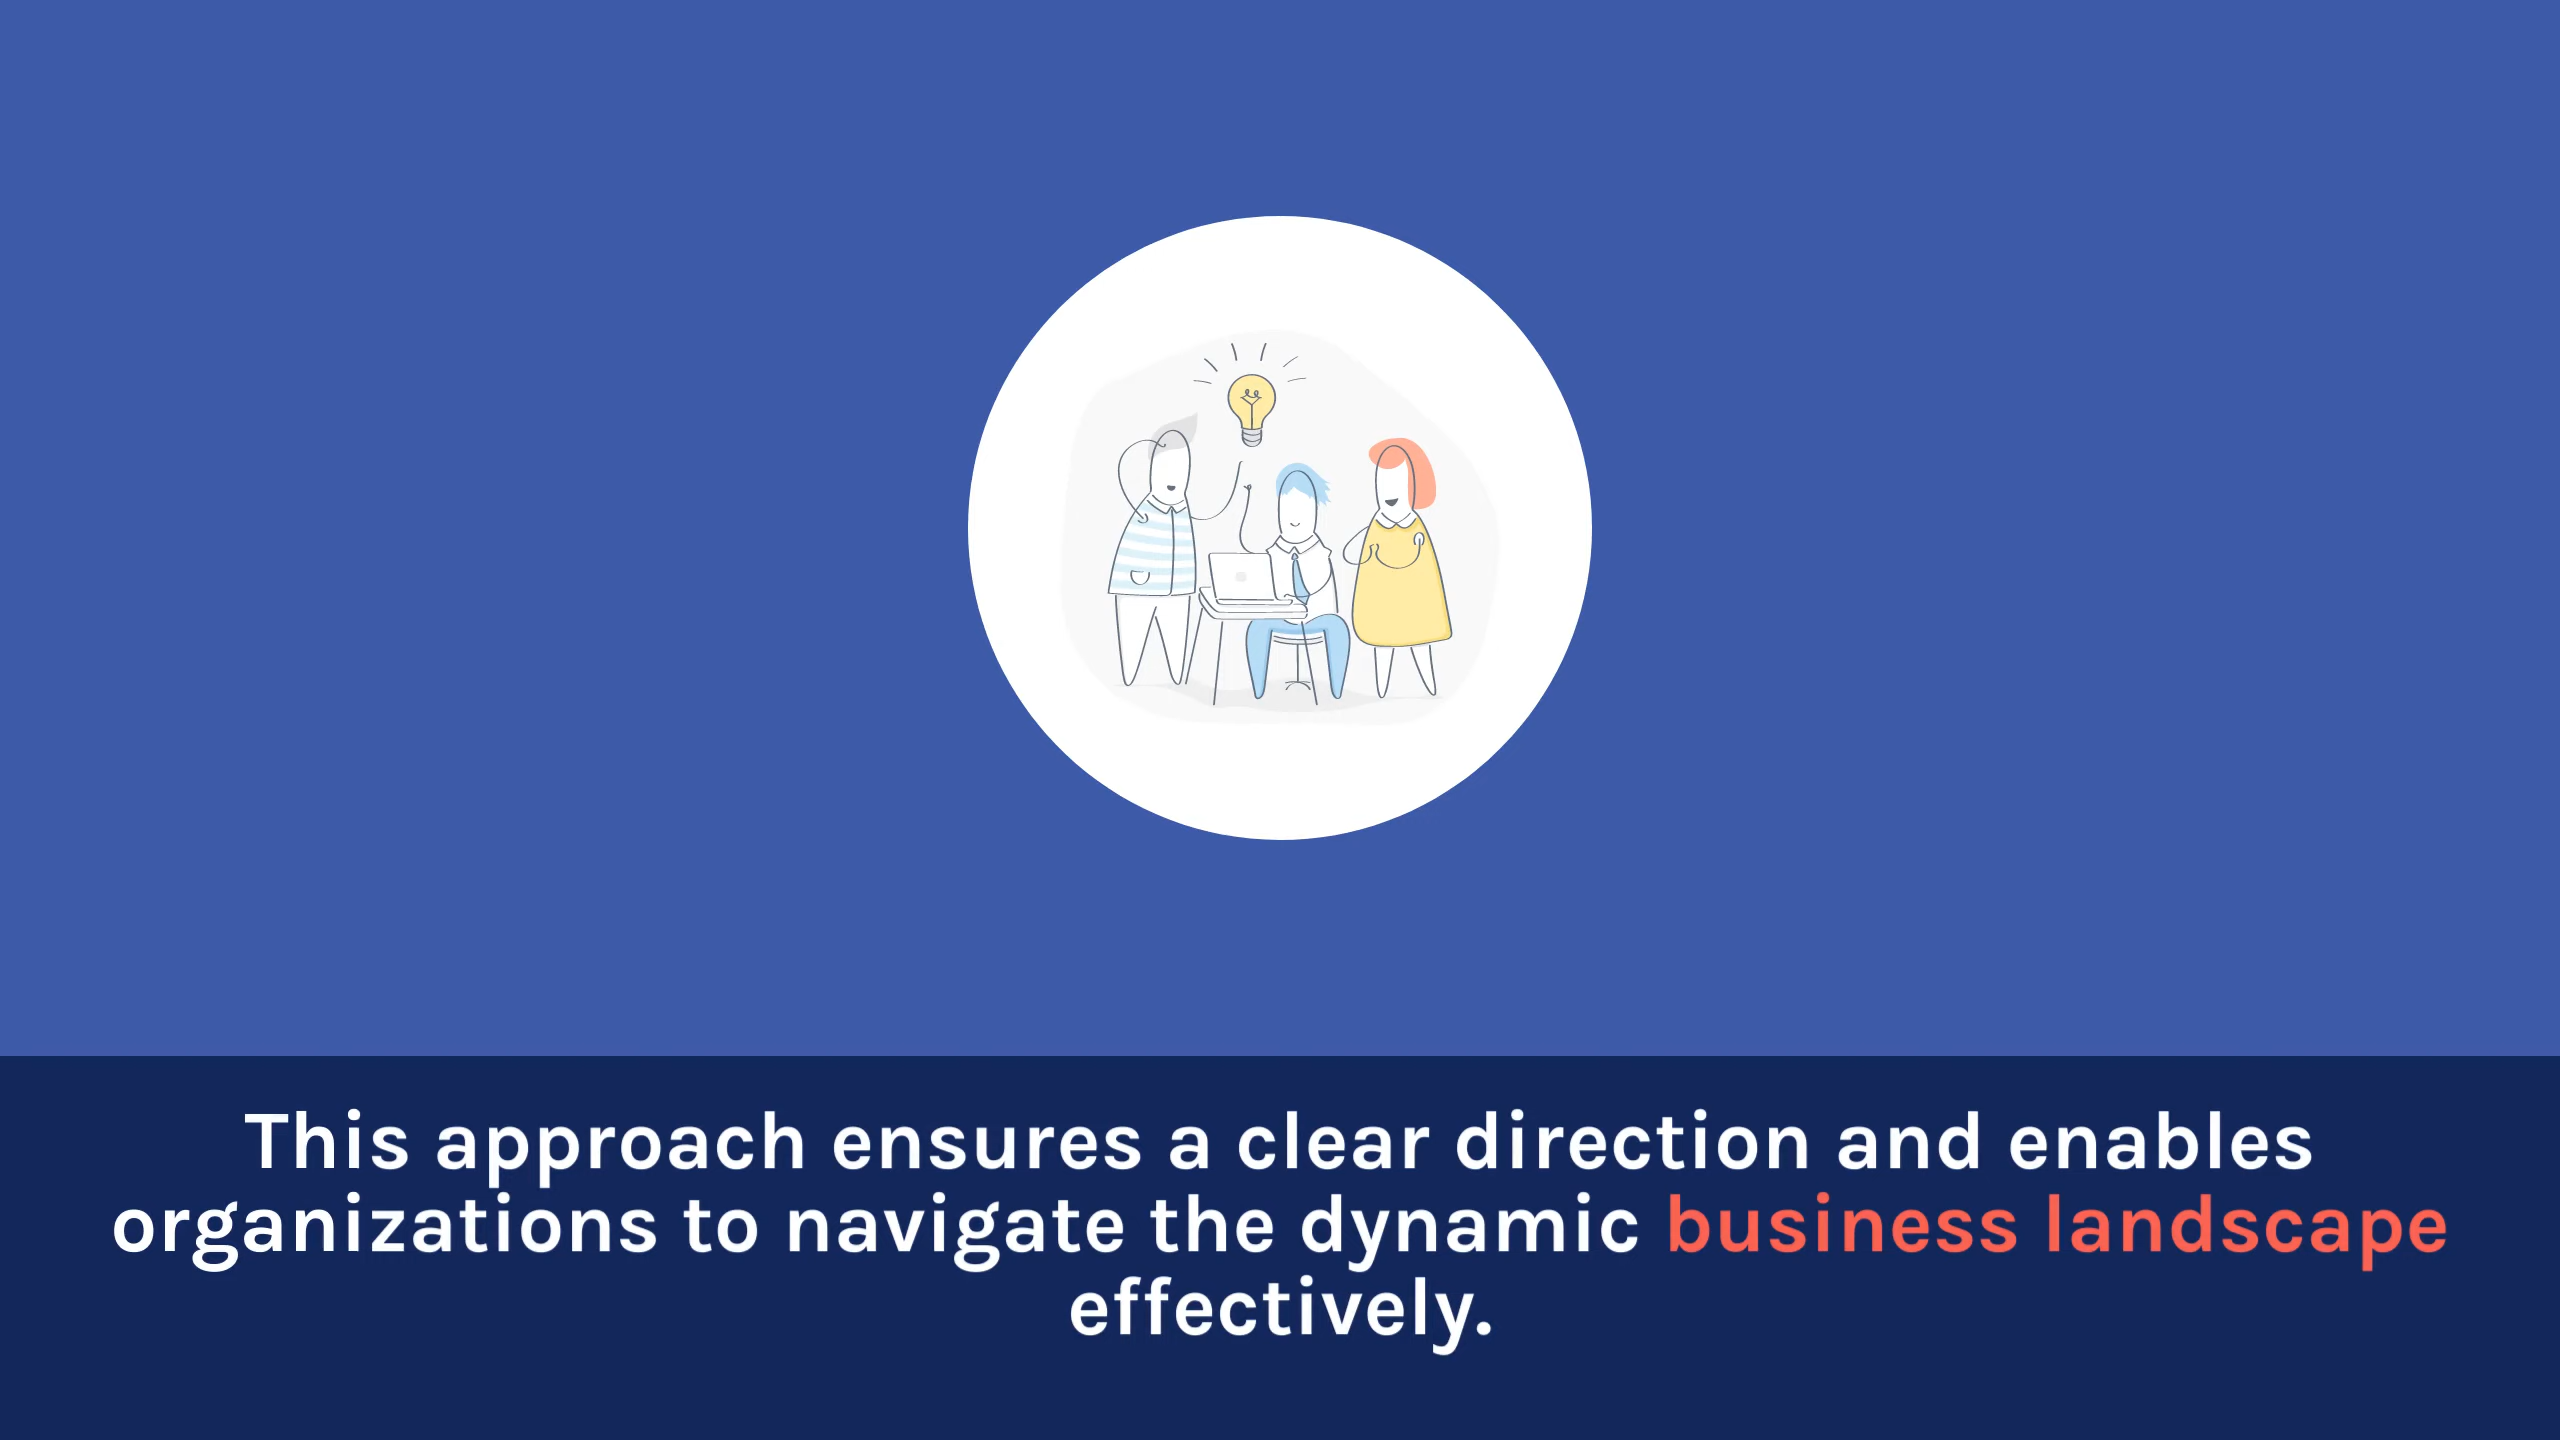 This approach ensures a clear direction and enables
organizations to navigate the dynamic business landscape
effectively.